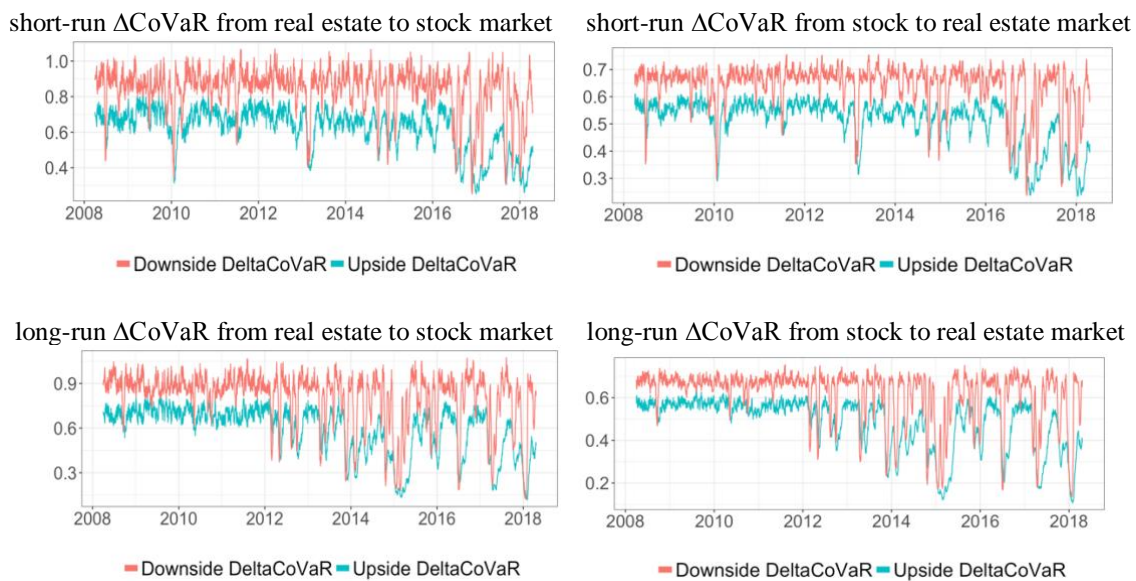 short-run ΔCoVaR from real estate to stock market
1.0
0.8
0.6
0.4
2008 2010 2012 2014 2016 2018
Downside DeltaCoVaR Upside DeltaCoVaR
short-run ΔCoVaR from stock to real estate market
0.7
0.6
0.5
0.4
0.3
2008 2010 2012 2014 2016 2018
Downside DeltaCoVaR Upside DeltaCoVaR
long-run ΔCoVaR from real estate to stock market
0.9
0.6
0.3
2008 2010 2012 2014 2016 2018
Downside DeltaCoVaR Upside DeltaCoVaR
long-run ΔCoVaR from stock to real estate market
0.6
0.4
0.2
2008 2010 2012 2014 2016 2018
Downside DeltaCoVaR Upside DeltaCoVaR